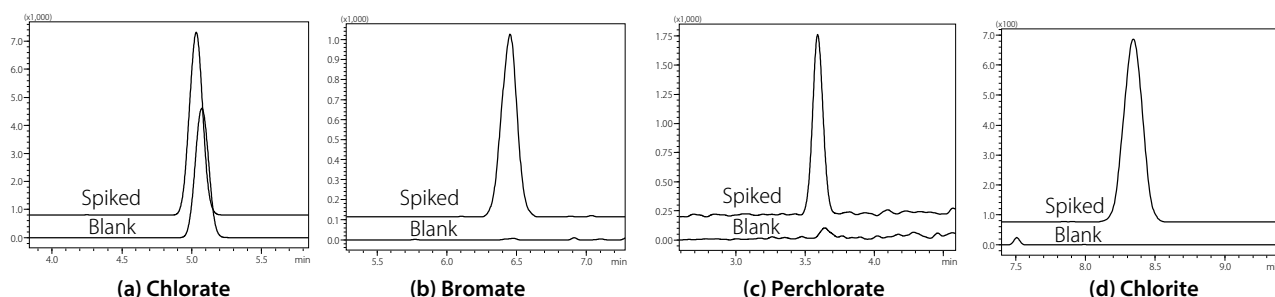 (x1,000)
7.0
6.0
5.0
4.0
3.0
2.0
1.0
0.0
Spiked
Blank
4.0 4.5 5.0 5.5 min
(a) Chlorate
(x1,000)
1.0
0.9
0.8
0.7
0.6
0.5
0.4
0.3
0.2
0.1
0.0
Spiked
Blank
5.5 6.0 6.5 7.0 min
(b) Bromate
(x1,000)
1.75
1.50
1.25
1.00
0.75
0.50
0.25
0.00
Spiked
Blank
3.0 3.5 4.0 4.5 min
(c) Perchlorate
(x100)
7.0
6.0
5.0
4.0
3.0
2.0
1.0
0.0
Spiked
Blank
7.5 8.0 8.5 9.0 min
(d) Chlorite